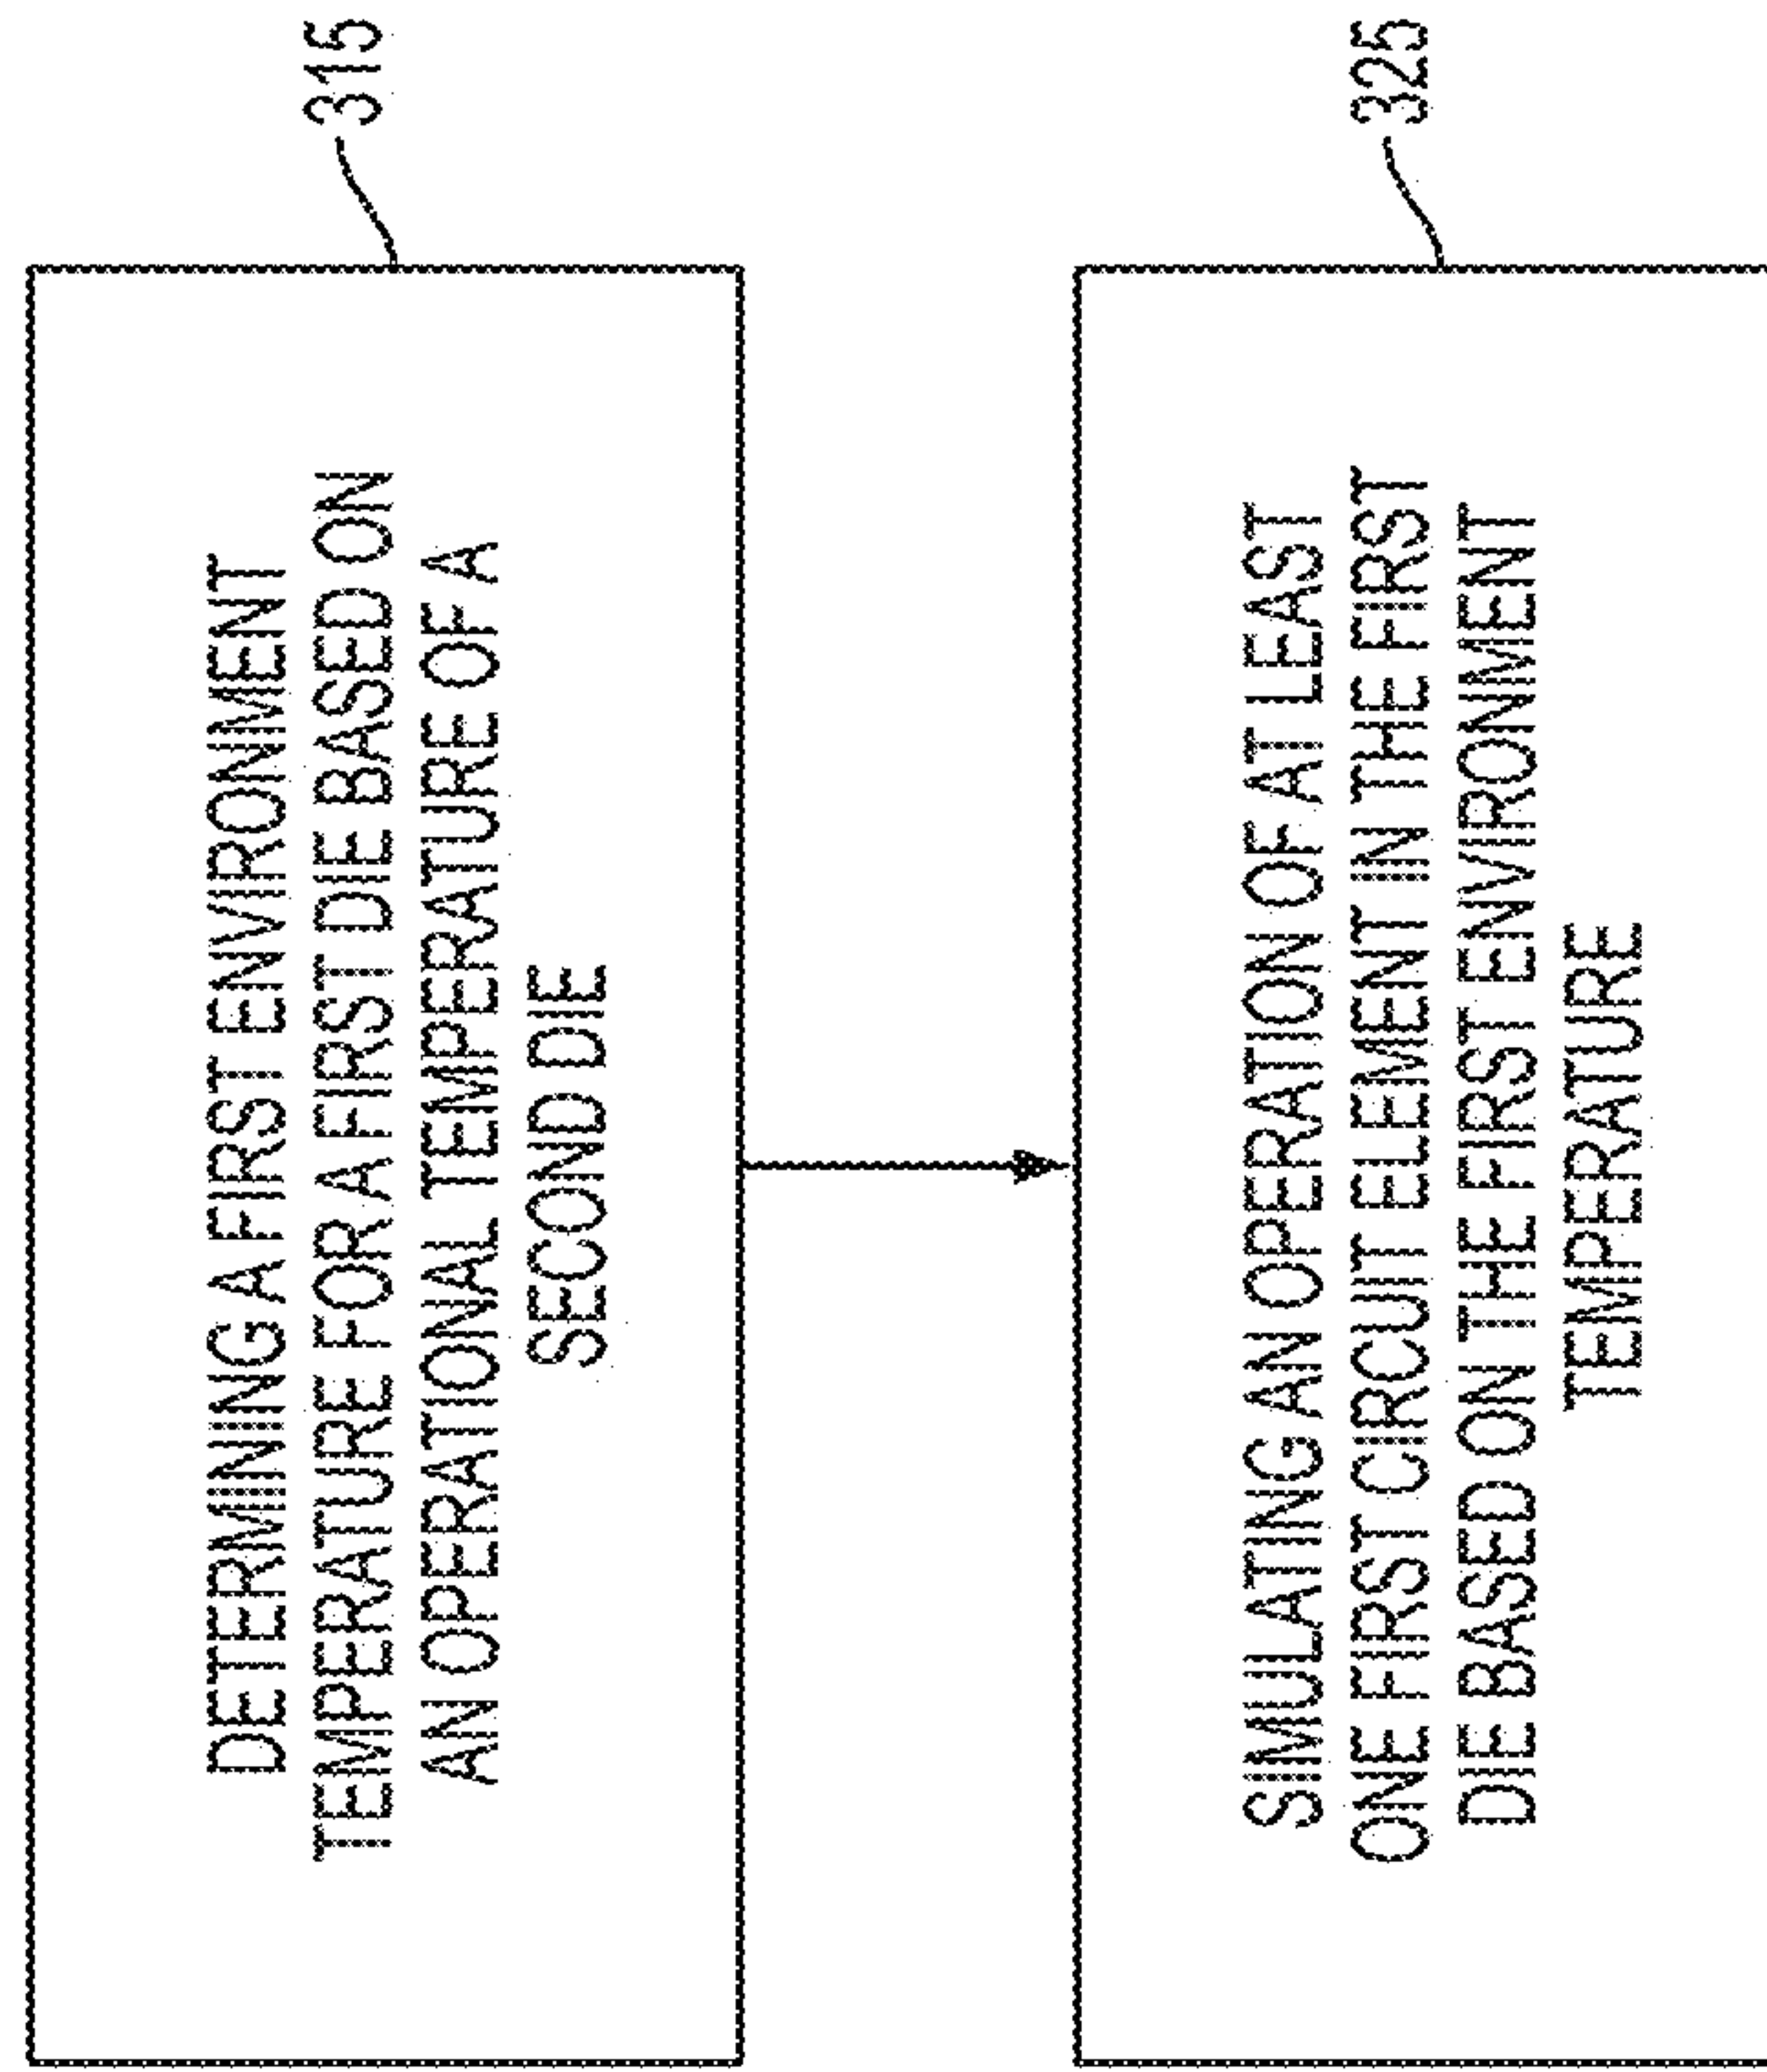 DETERMINING A FIRST ENVIRONMENT
TEMPERATURE FOR A FIRST DIE BASED ON
AN OPERATIONAL TEMPERATURE OF A
SECOND DIE
315
SIMULATING AN OPERATION OF AT LEAST
ONE FIRST CIRCUIT ELEMENT IN THE FIRST
DIE BASED ON THE FIRST ENVIRONMENT
TEMPERATURE
325